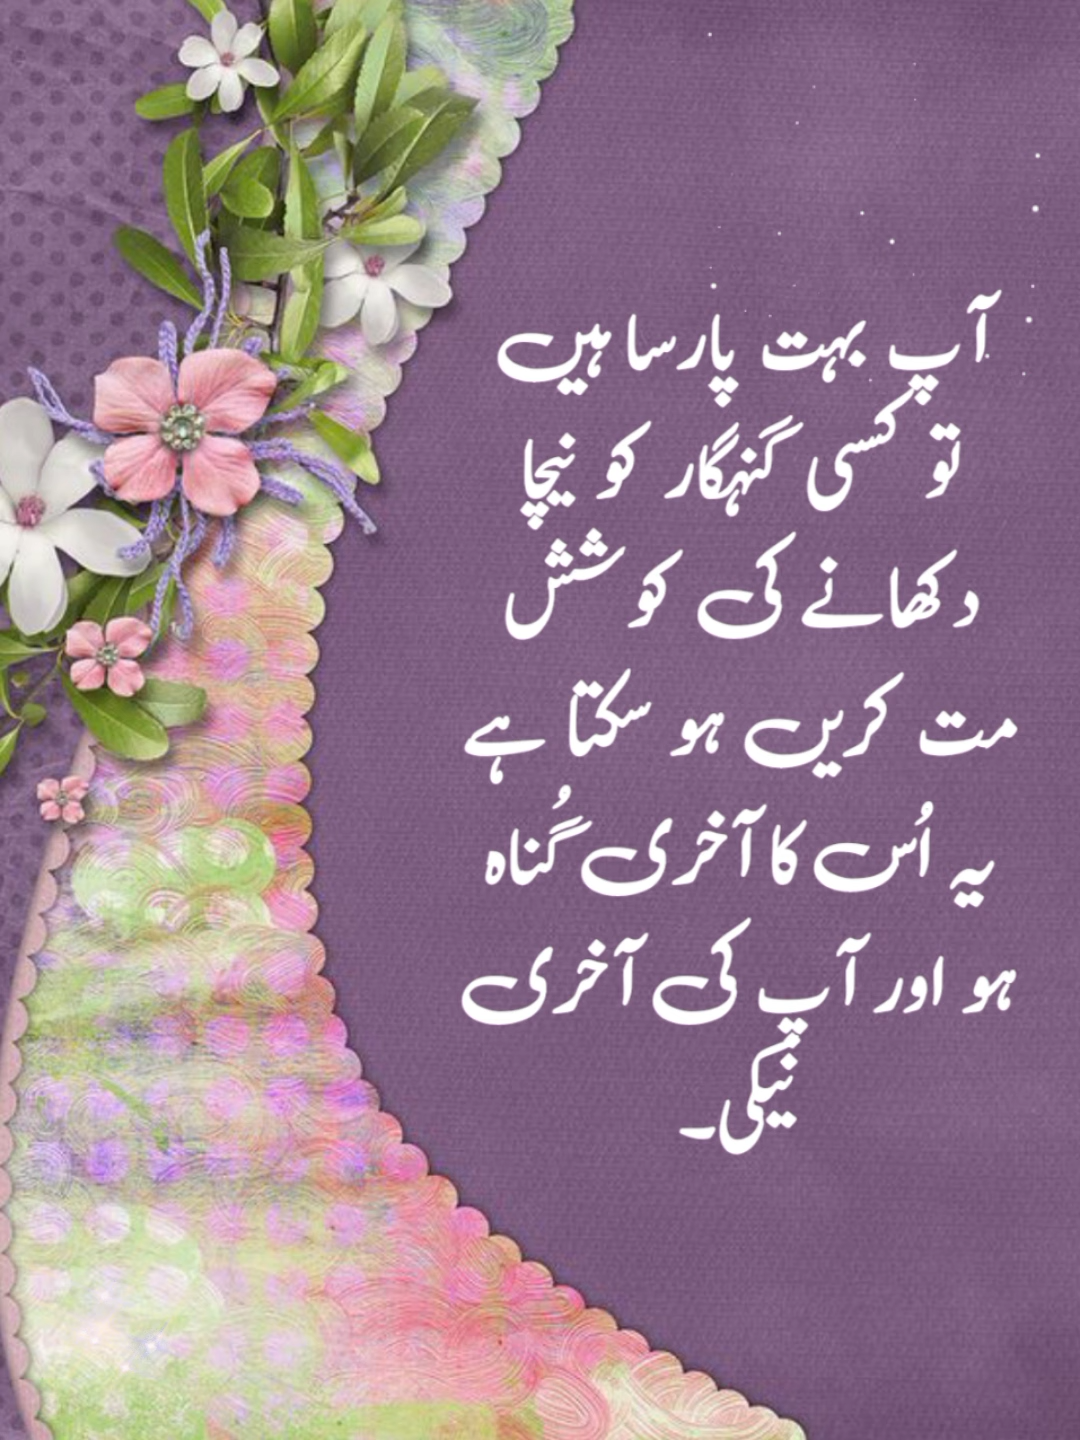 آپ بہت پارسا ہیں
تو کسی گنہگار کو نیچا
دکھانے کی کوشش
مت کریں ہو سکتا ہے
یہ اُس کا آخری گُناہ
ہو اور آپ کی آخری
نیکی۔